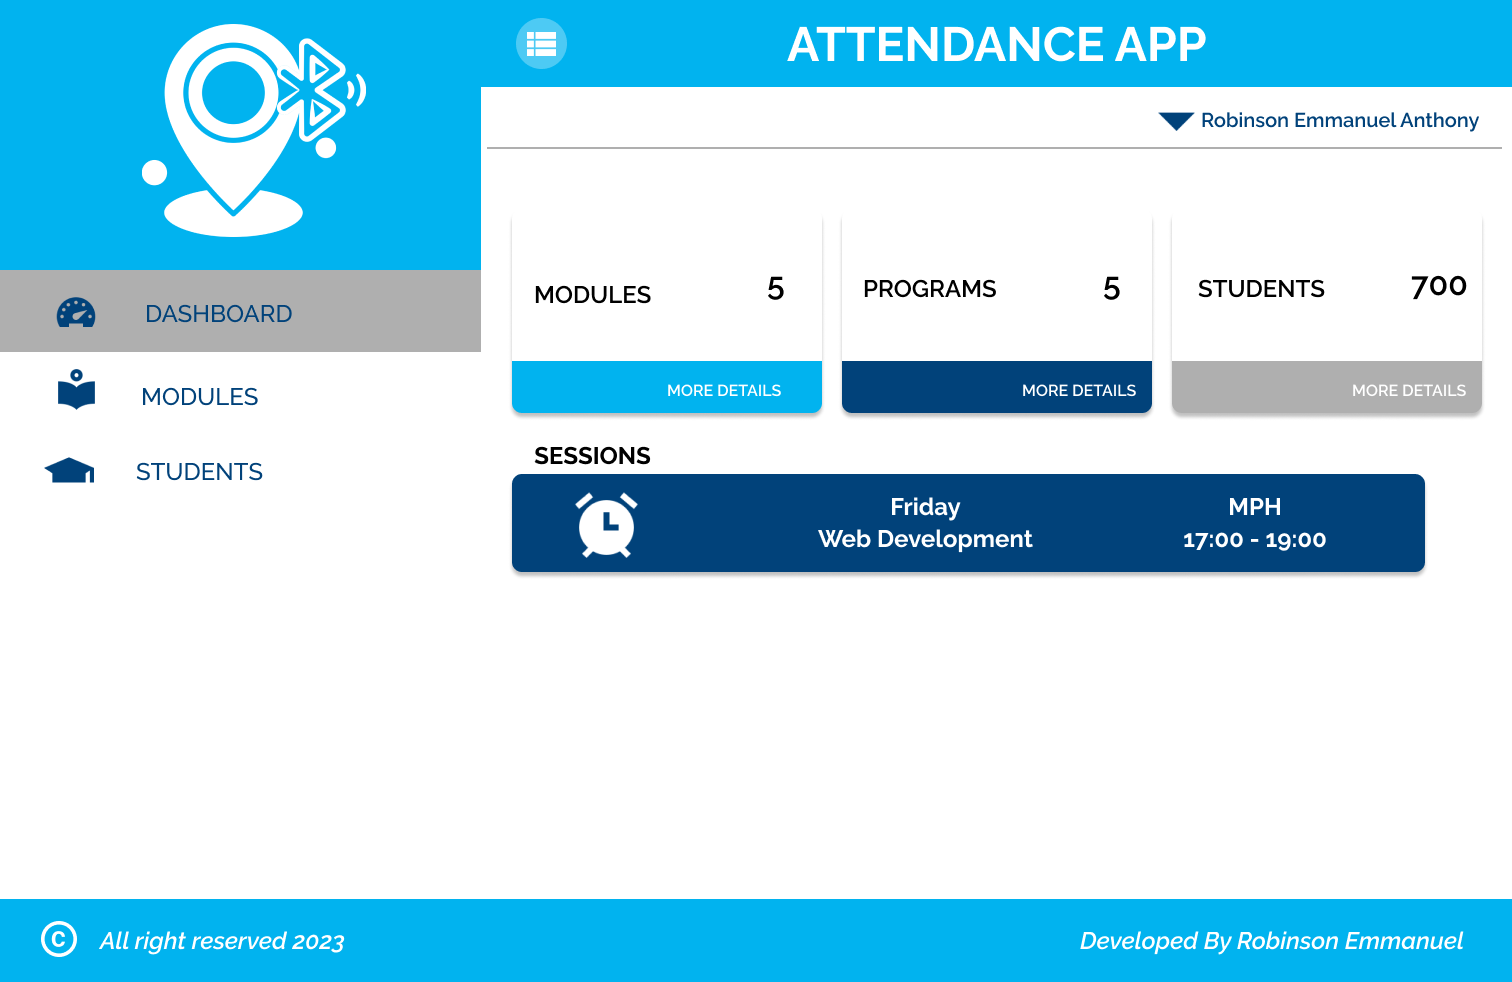 ATTENDANCE APP
Robinson Emmanuel Anthony
DASHBOARD
MODULES
STUDENTS
MODULES 5
MORE DETAILS
PROGRAMS 5
MORE DETAILS
STUDENTS 700
MORE DETAILS
SESSIONS
Friday
Web Development
MPH
17:00 - 19:00
© All right reserved 2023
Developed By Robinson Emmanuel